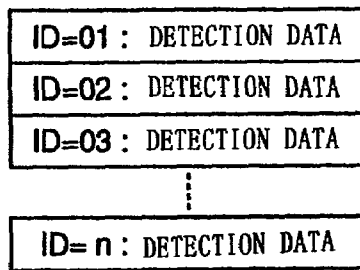 ID=01 : DETECTION DATA
ID=02 : DETECTION DATA
ID=03 : DETECTION DATA
ID= n : DETECTION DATA